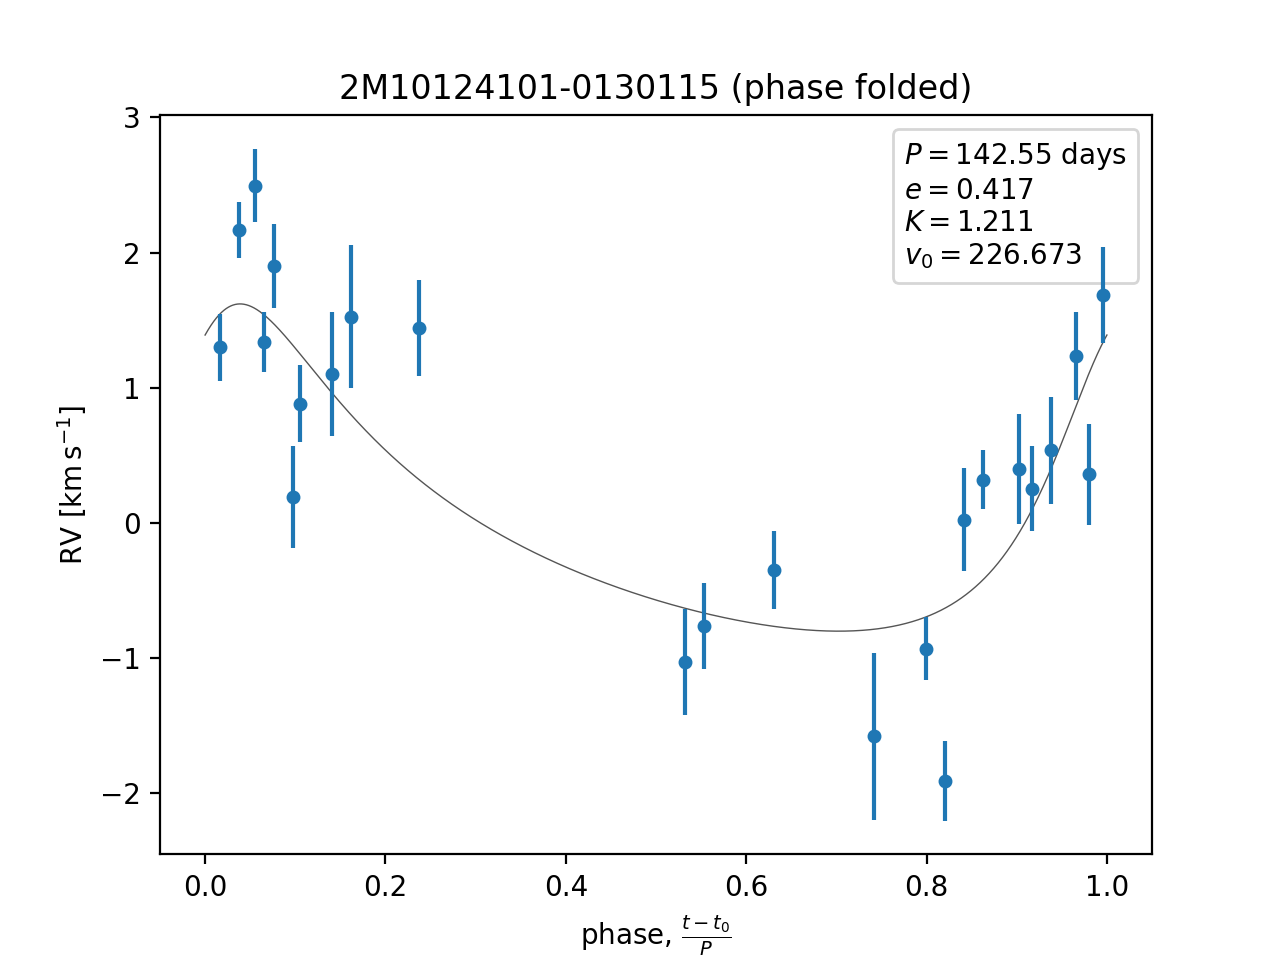 2M10124101-0130115 (phase folded)
P = 142.55 days
e = 0.417
K = 1.211
v₀ = 226.673
RV [km s⁻¹]
3
2
1
0
−1
−2
0.0 0.2 0.4 0.6 0.8 1.0
phase, (t − t₀)/P